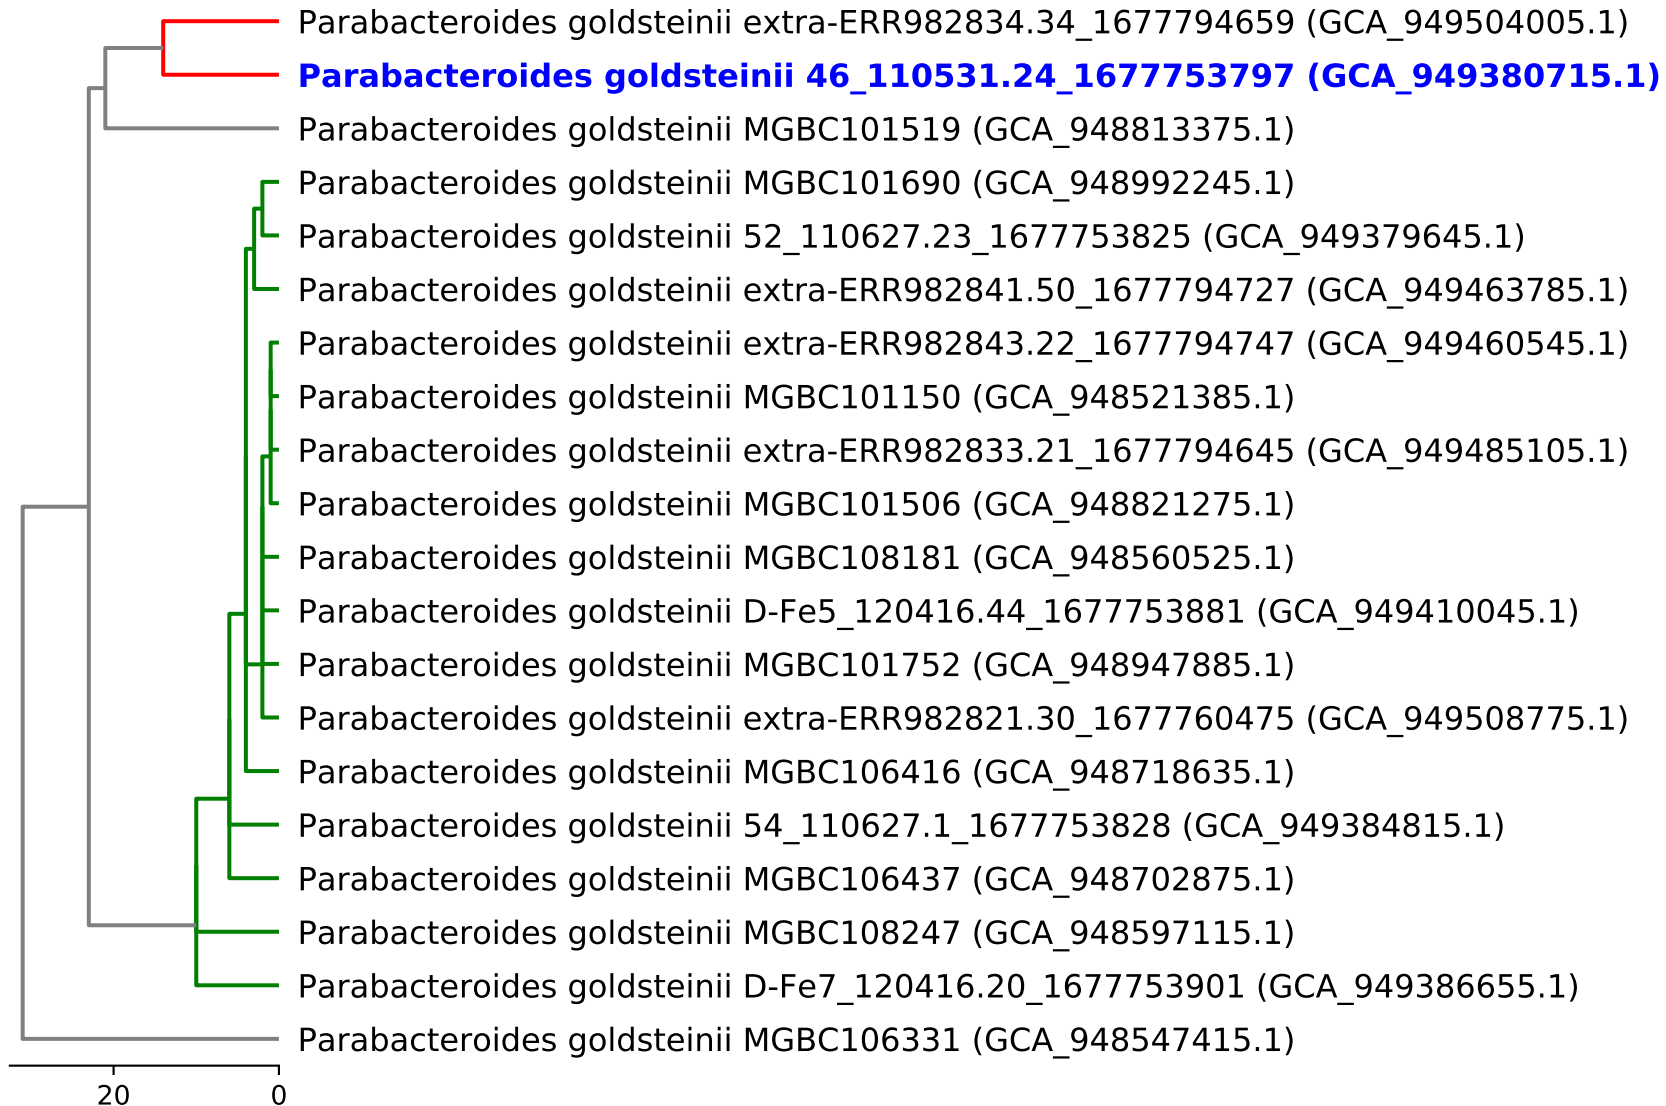 Parabacteroides goldsteinii extra-ERR982834.34_1677794659 (GCA_949504005.1)
Parabacteroides goldsteinii 46_110531.24_1677753797 (GCA_949380715.1)
Parabacteroides goldsteinii MGBC101519 (GCA_948813375.1)
Parabacteroides goldsteinii MGBC101690 (GCA_948992245.1)
Parabacteroides goldsteinii 52_110627.23_1677753825 (GCA_949379645.1)
Parabacteroides goldsteinii extra-ERR982841.50_1677794727 (GCA_949463785.1)
Parabacteroides goldsteinii extra-ERR982843.22_1677794747 (GCA_949460545.1)
Parabacteroides goldsteinii MGBC101150 (GCA_948521385.1)
Parabacteroides goldsteinii extra-ERR982833.21_1677794645 (GCA_949485105.1)
Parabacteroides goldsteinii MGBC101506 (GCA_948821275.1)
Parabacteroides goldsteinii MGBC108181 (GCA_948560525.1)
Parabacteroides goldsteinii D-Fe5_120416.44_1677753881 (GCA_949410045.1)
Parabacteroides goldsteinii MGBC101752 (GCA_948947885.1)
Parabacteroides goldsteinii extra-ERR982821.30_1677760475 (GCA_949508775.1)
Parabacteroides goldsteinii MGBC106416 (GCA_948718635.1)
Parabacteroides goldsteinii 54_110627.1_1677753828 (GCA_949384815.1)
Parabacteroides goldsteinii MGBC106437 (GCA_948702875.1)
Parabacteroides goldsteinii MGBC108247 (GCA_948597115.1)
Parabacteroides goldsteinii D-Fe7_120416.20_1677753901 (GCA_949386655.1)
Parabacteroides goldsteinii MGBC106331 (GCA_948547415.1)
20 0